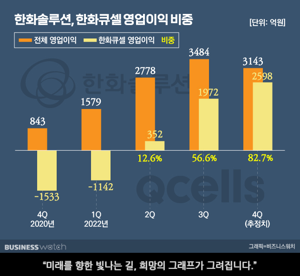 한화솔루션, 한화큐셀 영업이익 비중
[단위: 억원]
전체 영업이익 한화큐셀 영업이익 비중
한화솔루션
qcells
843
-1533
1579
-1142
2778
352
12.6%
3484
1972
56.6%
3143
2598
82.7%
4Q 1Q 2Q 3Q 4Q
2020년 2022년 (추정치)
BUSINESS watch
그래픽=비즈니스워치
“미래를 향한 빛나는 길, 희망의 그래프가 그려집니다.”